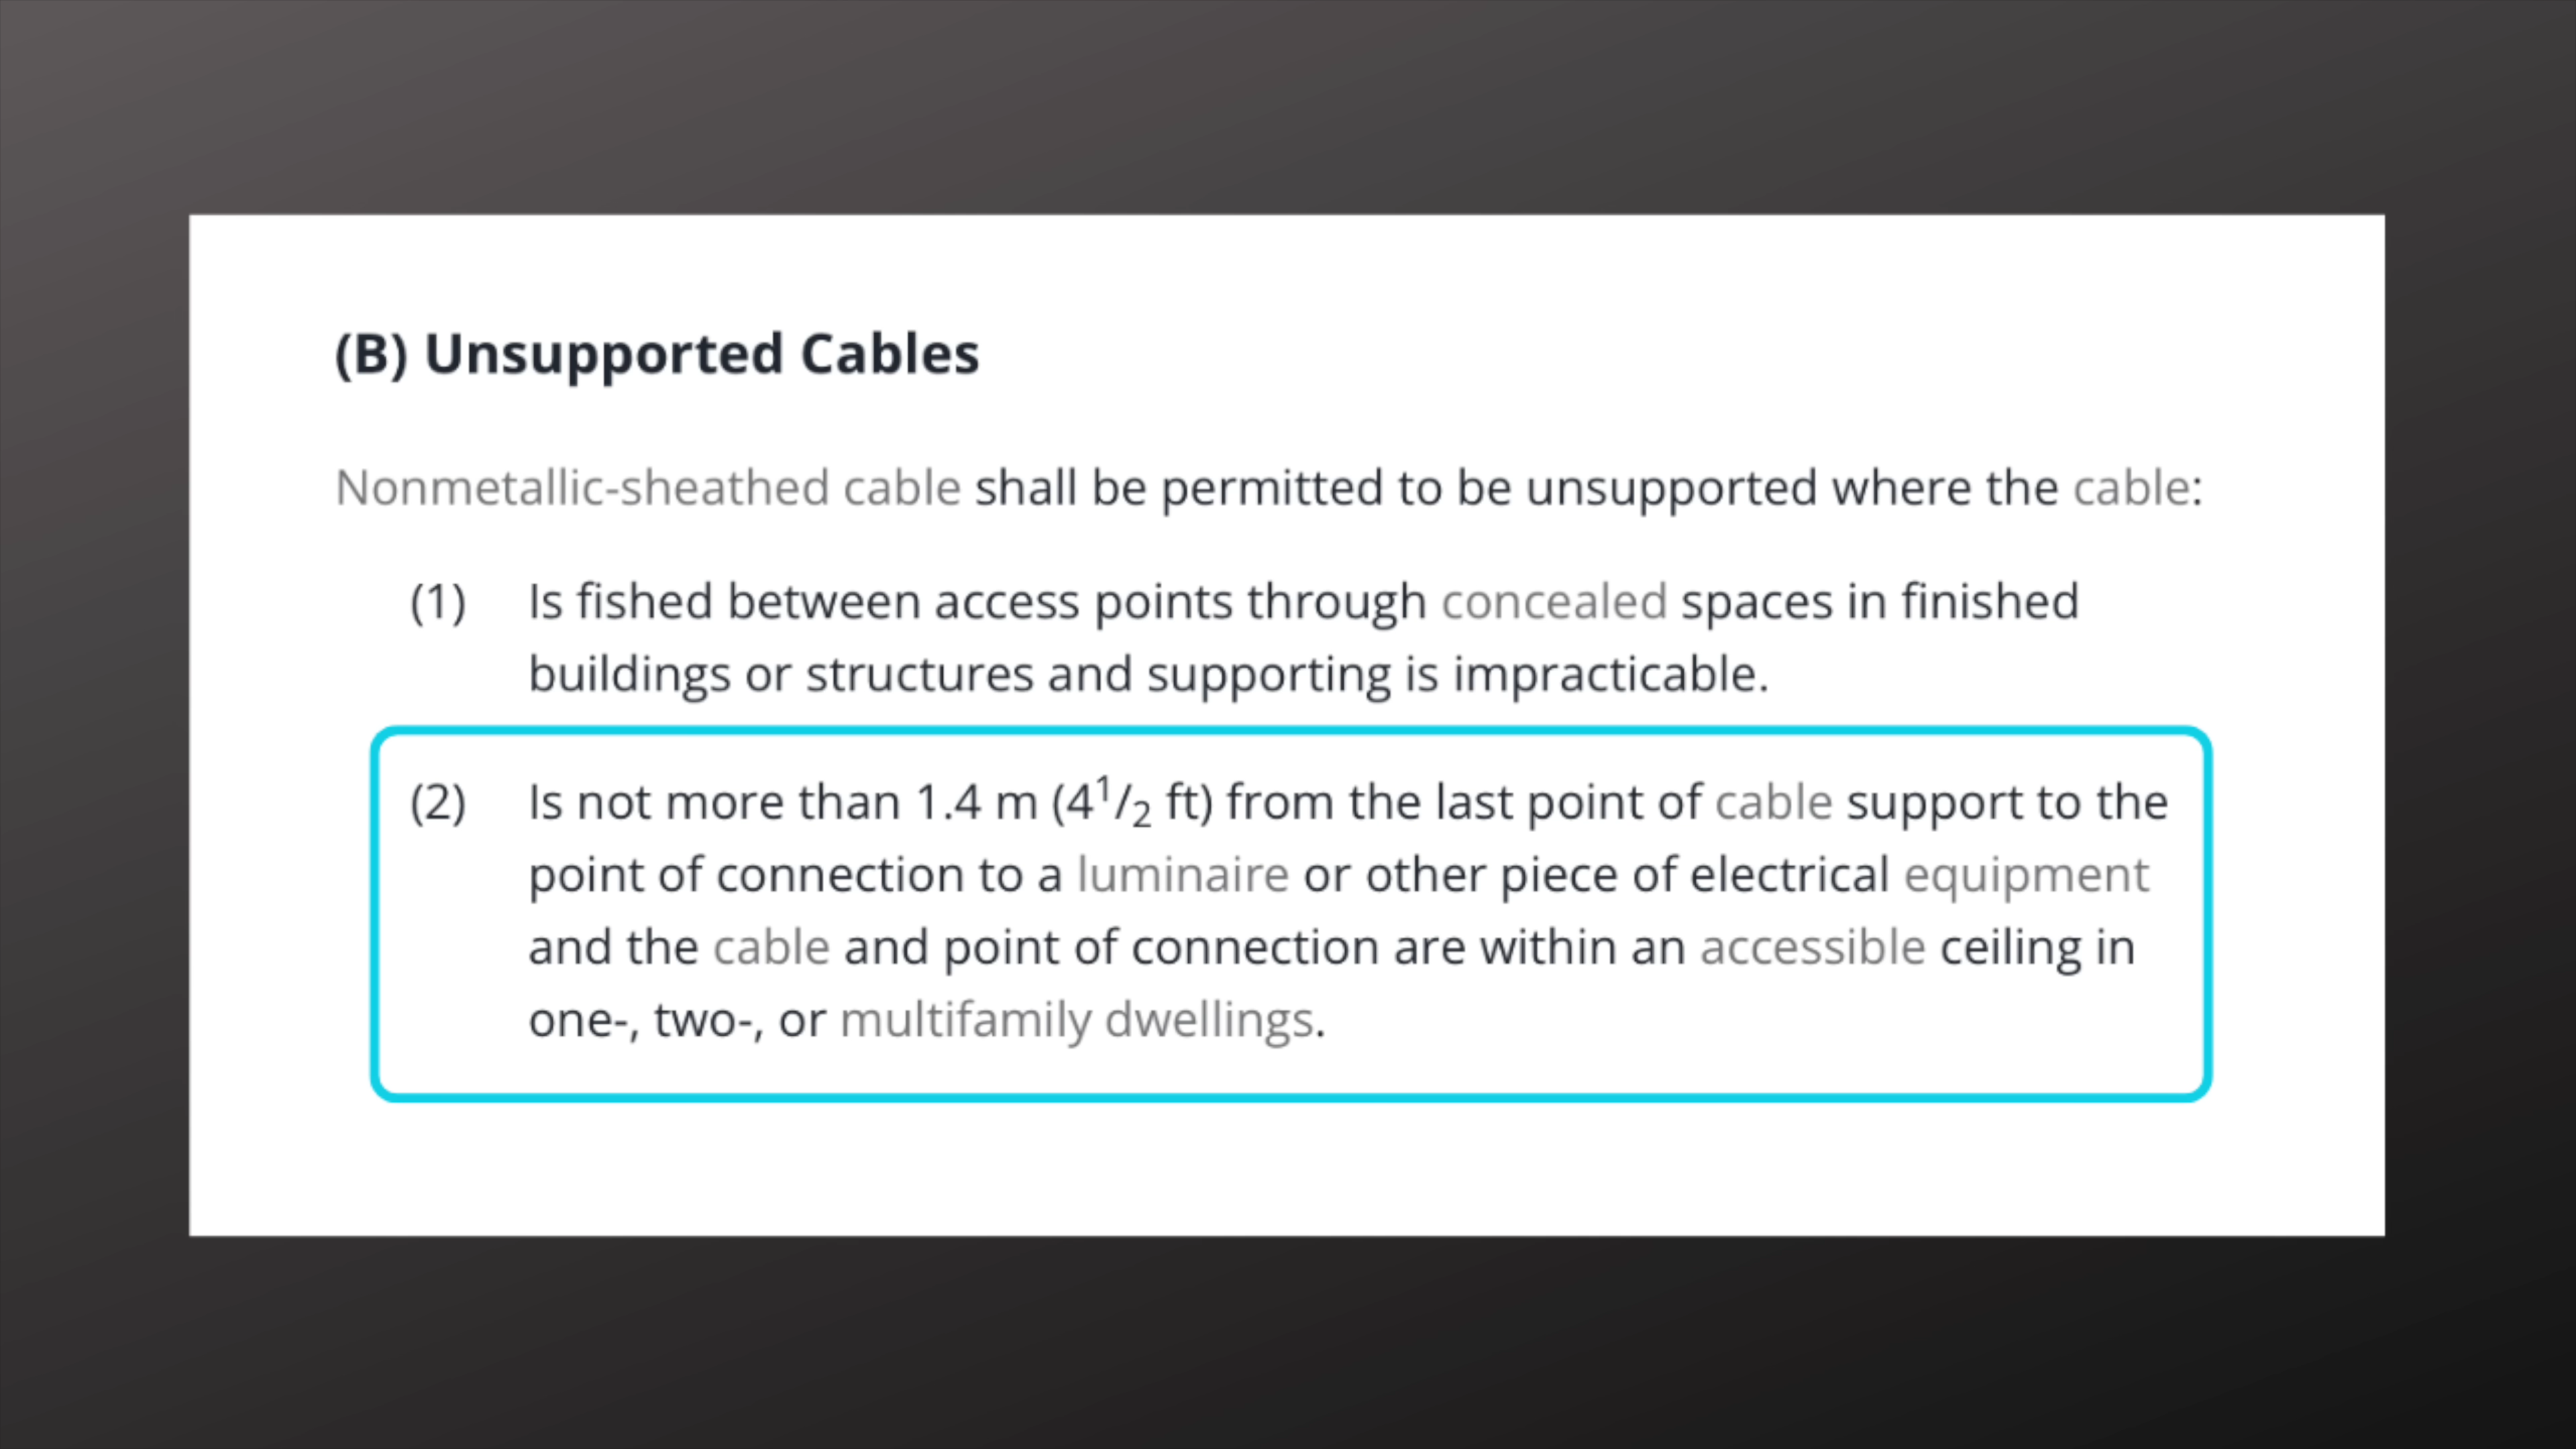 (B) Unsupported Cables
Nonmetallic-sheathed cable shall be permitted to be unsupported where the cable:
(1) Is fished between access points through concealed spaces in finished
buildings or structures and supporting is impracticable.
(2) Is not more than 1.4 m (4 1/2 ft) from the last point of cable support to the
point of connection to a luminaire or other piece of electrical equipment
and the cable and point of connection are within an accessible ceiling in
one-, two-, or multifamily dwellings.